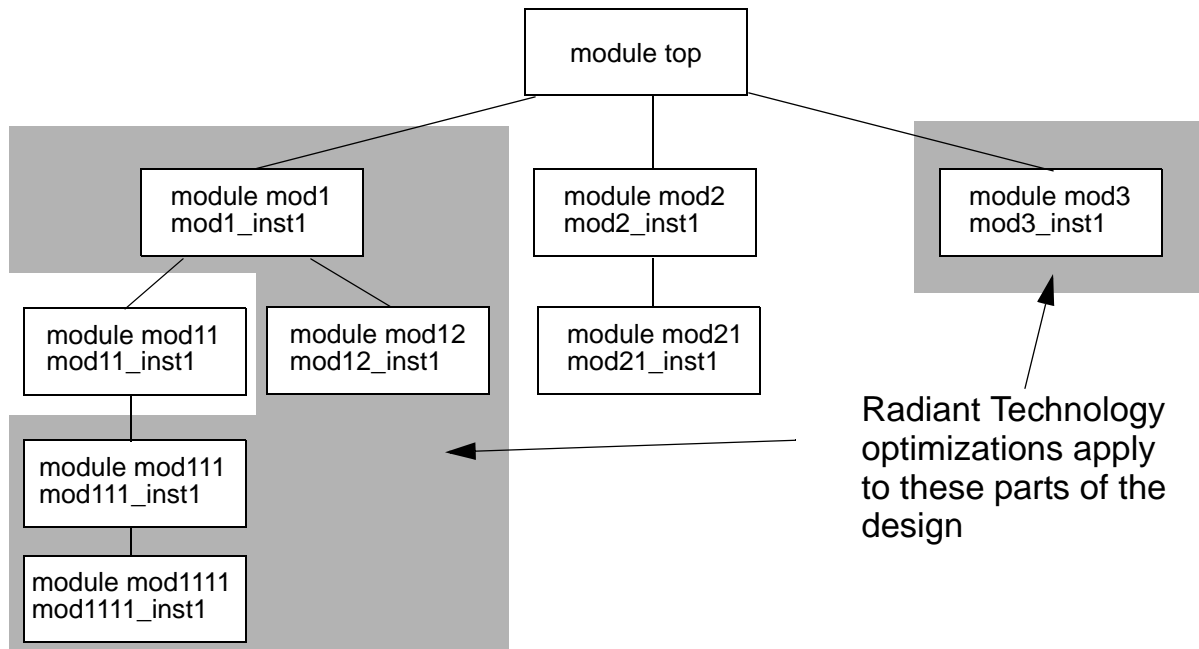 module top
module mod1
mod1_inst1
module mod2
mod2_inst1
module mod3
mod3_inst1
module mod11
mod11_inst1
module mod12
mod12_inst1
module mod21
mod21_inst1
Radiant Technology
optimizations apply
to these parts of the
design
module mod111
mod111_inst1
module mod1111
mod1111_inst1